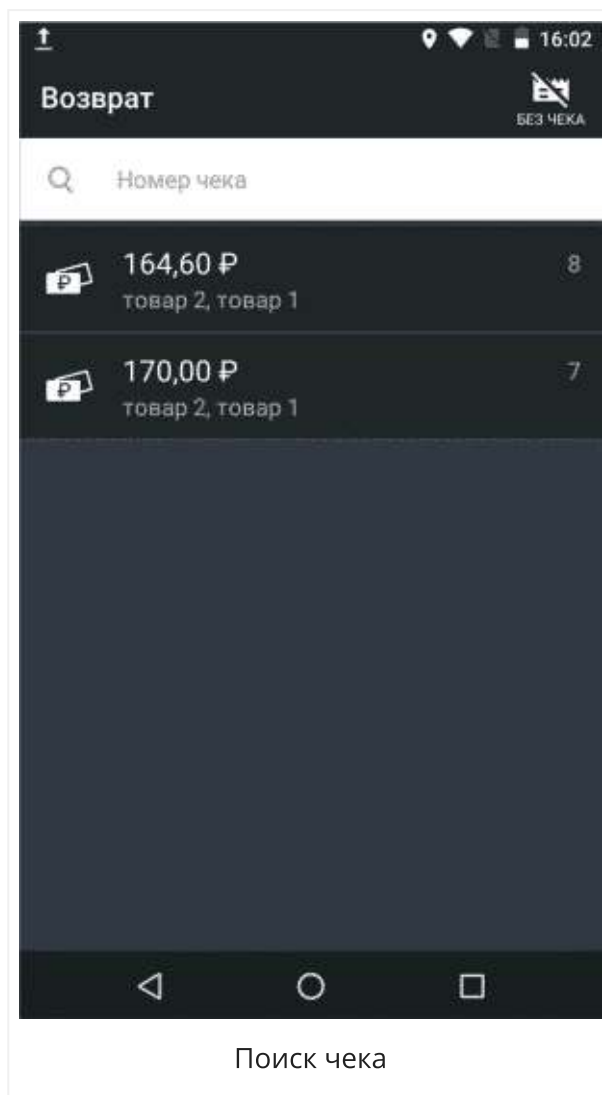 16:02
Возврат
БЕЗ ЧЕКА
Номер чека
164,60 ₽
8
товар 2, товар 1
170,00 ₽
7
товар 2, товар 1
Поиск чека